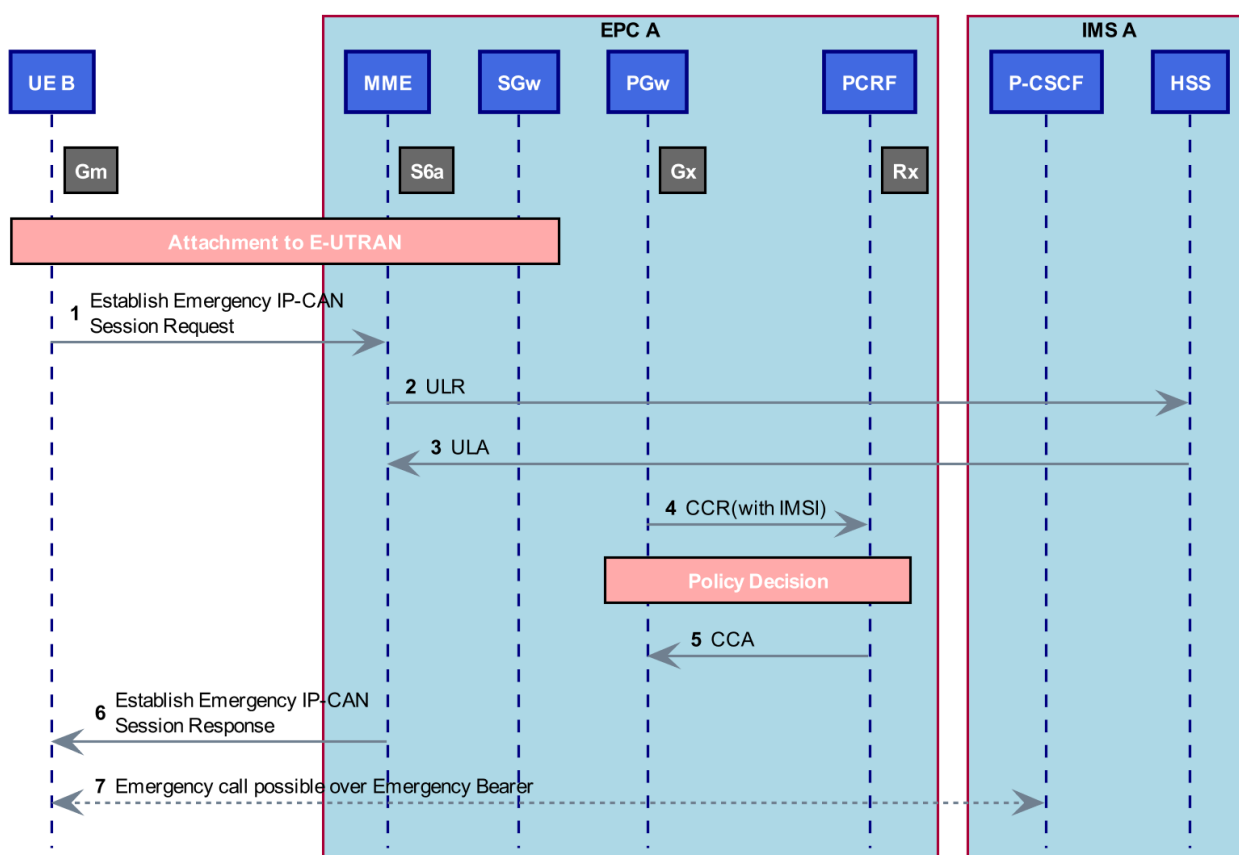 EPC A
IMS A
UE B
MME
SGw
PGw
PCRF
P-CSCF
HSS
Gm
S6a
Gx
Rx
Attachment to E-UTRAN
1 Establish Emergency IP-CAN
Session Request
2 ULR
3 ULA
4 CCR(with IMSI)
Policy Decision
5 CCA
6 Establish Emergency IP-CAN
Session Response
7 Emergency call possible over Emergency Bearer